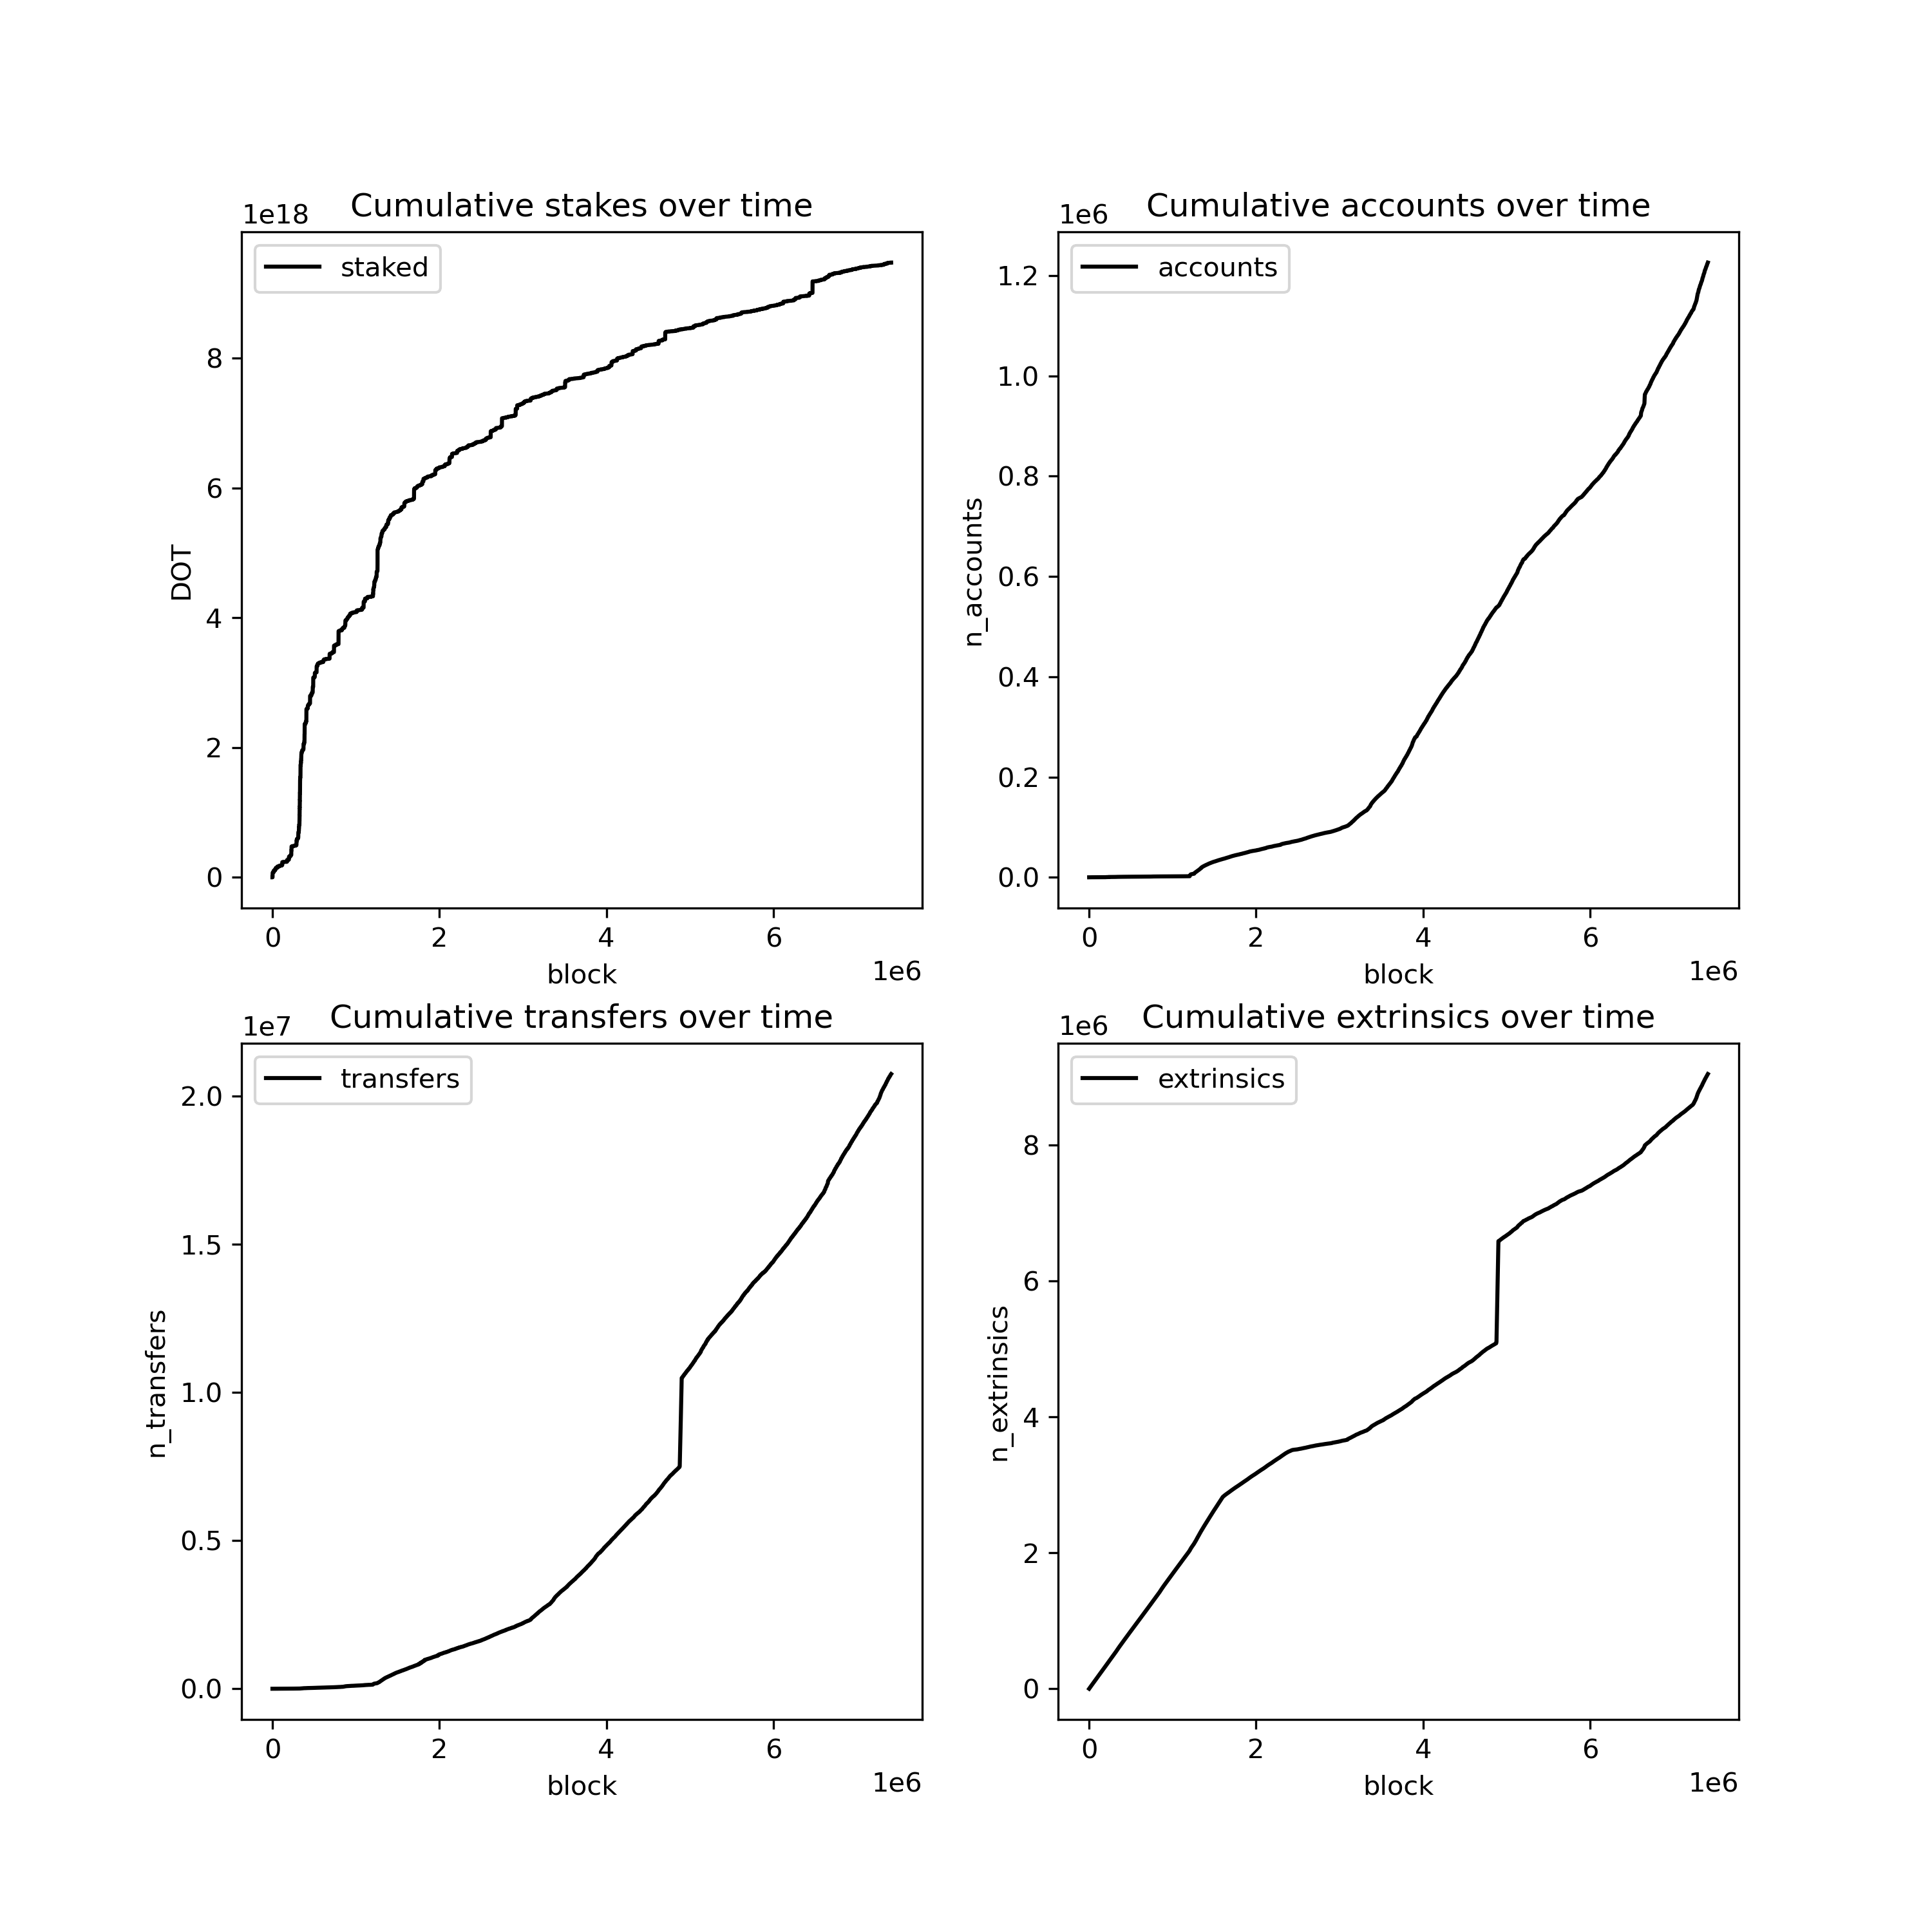 Cumulative stakes over time
1e18
staked
8
6
4
2
0
DOT
0 2 4 6
block
1e6
Cumulative accounts over time
1e6
accounts
1.2
1.0
0.8
0.6
0.4
0.2
0.0
n_accounts
0 2 4 6
block
1e6
Cumulative transfers over time
1e7
transfers
2.0
1.5
1.0
0.5
0.0
n_transfers
0 2 4 6
block
1e6
Cumulative extrinsics over time
1e6
extrinsics
8
6
4
2
0
n_extrinsics
0 2 4 6
block
1e6